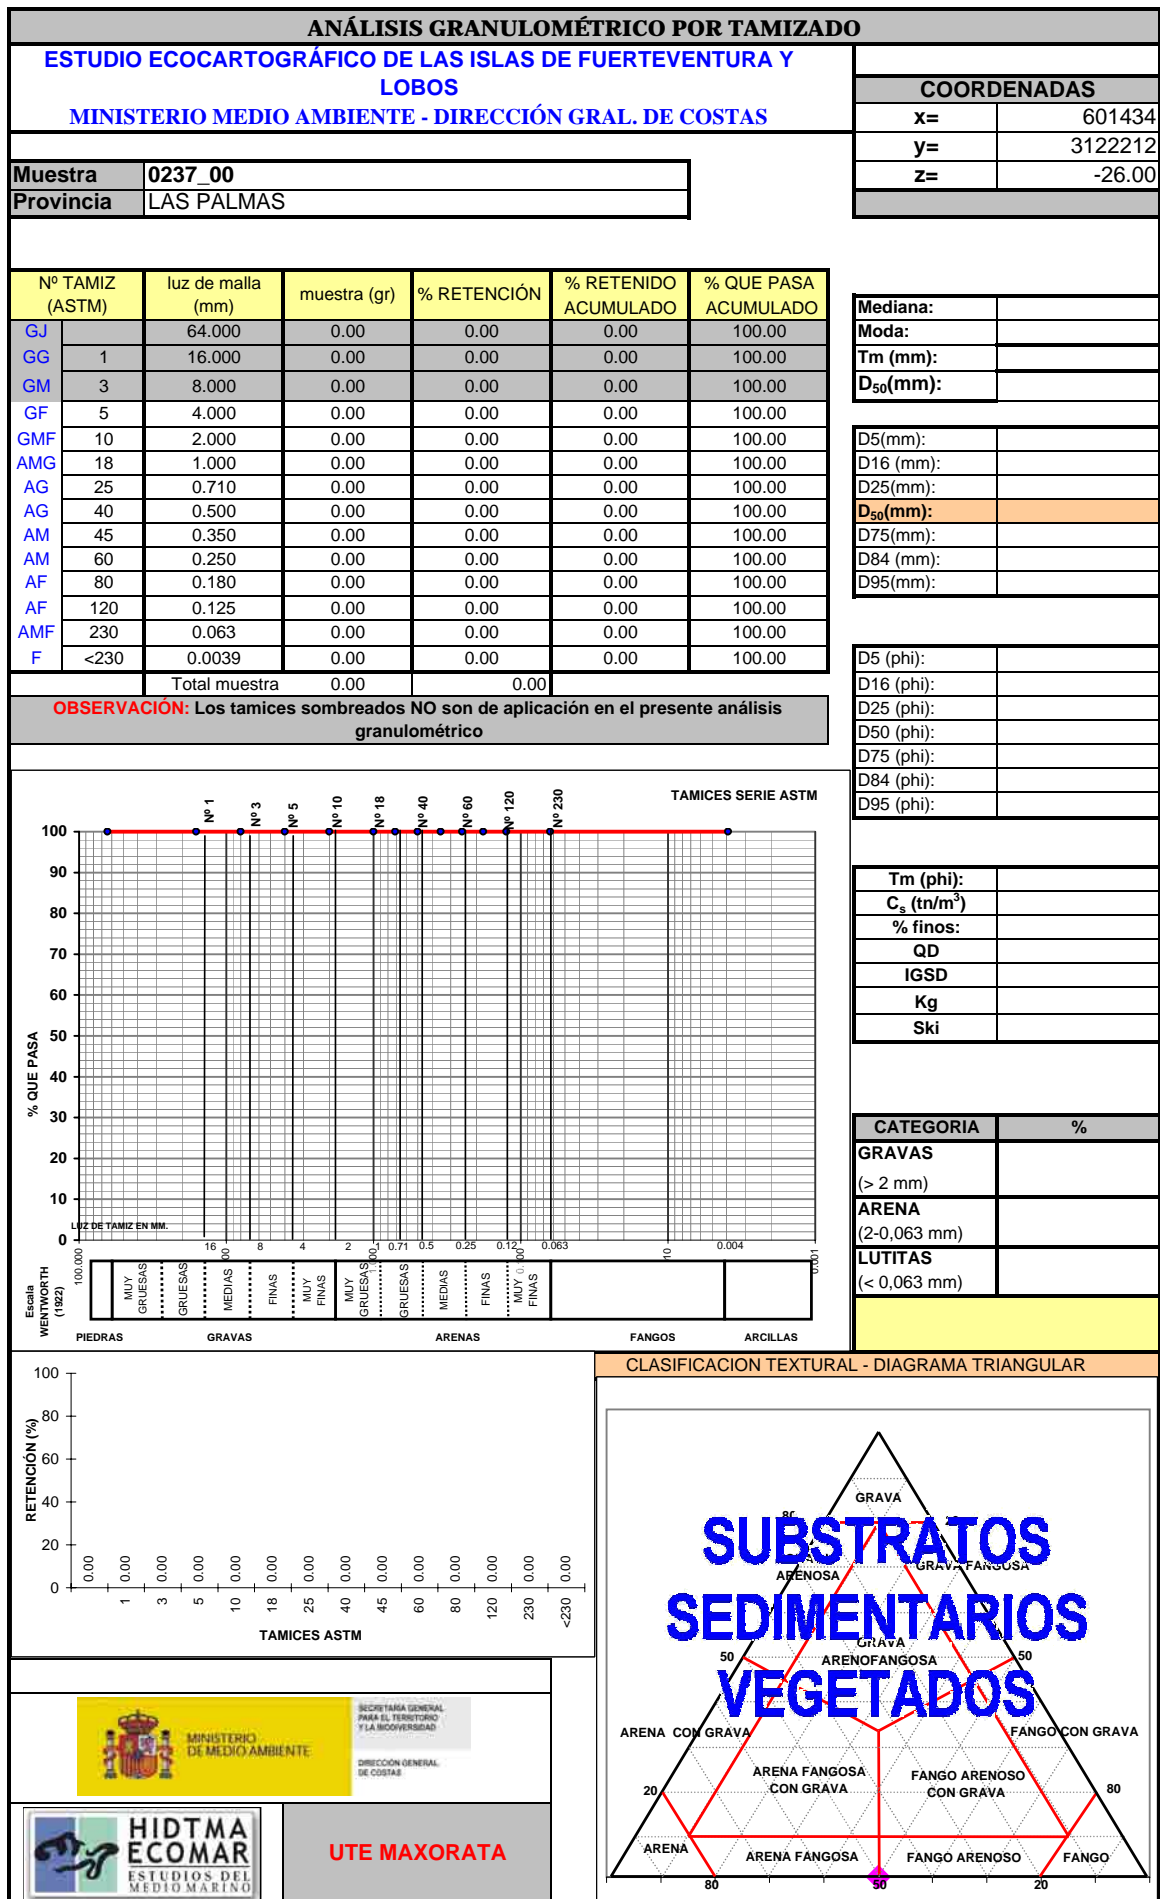 ANÁLISIS GRANULOMÉTRICO POR TAMIZADO
ESTUDIO ECOCARTOGRÁFICO DE LAS ISLAS DE FUERTEVENTURA Y
LOBOS
MINISTERIO MEDIO AMBIENTE - DIRECCIÓN GRAL. DE COSTAS
COORDENADAS
x= 601434
y= 3122212
z= -26.00
Muestra 0237_00
Provincia LAS PALMAS
Nº TAMIZ (ASTM) luz de malla (mm) muestra (gr) % RETENCIÓN % RETENIDO ACUMULADO % QUE PASA ACUMULADO
GJ 64.000 0.00 0.00 0.00 100.00
GG 1 16.000 0.00 0.00 0.00 100.00
GM 3 8.000 0.00 0.00 0.00 100.00
GF 5 4.000 0.00 0.00 0.00 100.00
GMF 10 2.000 0.00 0.00 0.00 100.00
AMG 18 1.000 0.00 0.00 0.00 100.00
AG 25 0.710 0.00 0.00 0.00 100.00
AG 40 0.500 0.00 0.00 0.00 100.00
AM 45 0.350 0.00 0.00 0.00 100.00
AM 60 0.250 0.00 0.00 0.00 100.00
AF 80 0.180 0.00 0.00 0.00 100.00
AF 120 0.125 0.00 0.00 0.00 100.00
AMF 230 0.063 0.00 0.00 0.00 100.00
F <230 0.0039 0.00 0.00 0.00 100.00
Total muestra 0.00 0.00
OBSERVACIÓN: Los tamices sombreados NO son de aplicación en el presente análisis
granulométrico
Mediana:
Moda:
Tm (mm):
D50(mm):
D5(mm):
D16 (mm):
D25(mm):
D50(mm):
D75(mm):
D84 (mm):
D95(mm):
D5 (phi):
D16 (phi):
D25 (phi):
D50 (phi):
D75 (phi):
D84 (phi):
D95 (phi):
Tm (phi):
Cs (tn/m3)
% finos:
QD
IGSD
Kg
Ski
CATEGORIA %
GRAVAS
(> 2 mm)
ARENA
(2-0,063 mm)
LUTITAS
(< 0,063 mm)
TAMICES SERIE ASTM
Nº 1 Nº 3 Nº 5 Nº 10 Nº 18 Nº 40 Nº 60 Nº 120 Nº 230
% QUE PASA
100
90
80
70
60
50
40
30
20
10
0
LUZ DE TAMIZ EN MM.
16 8 4 2 1 0.71 0.5 0.25 0.12 0.063 0.004
100.000
Escala
WENTWORTH
(1922)
MUY GRUESAS GRUESAS MEDIAS FINAS MUY FINAS MUY GRUESAS GRUESAS MEDIAS FINAS MUY FINAS
PIEDRAS GRAVAS ARENAS FANGOS ARCILLAS
RETENCIÓN (%)
100
80
60
40
20
0
0.00 0.00 0.00 0.00 0.00 0.00 0.00 0.00 0.00 0.00 0.00 0.00 0.00 0.00
1 3 5 10 18 25 40 45 60 80 120 230 <230
TAMICES ASTM
CLASIFICACION TEXTURAL - DIAGRAMA TRIANGULAR
GRAVA
SUBSTRATOS
ARENOSA GRAVA FANGOSA
SEDIMENTARIOS
GRAVA
ARENOFANGOSA
50 50
VEGETADOS
ARENA CON GRAVA FANGO CON GRAVA
ARENA FANGOSA
CON GRAVA
FANGO ARENOSO
CON GRAVA
20 80
ARENA ARENA FANGOSA FANGO ARENOSO FANGO
80 50 20
MINISTERIO
DE MEDIO AMBIENTE
SECRETARÍA GENERAL
PARA EL TERRITORIO
Y LA BIODIVERSIDAD
DIRECCIÓN GENERAL
DE COSTAS
HIDTMA
ECOMAR
ESTUDIOS DEL
MEDIO MARINO
UTE MAXORATA